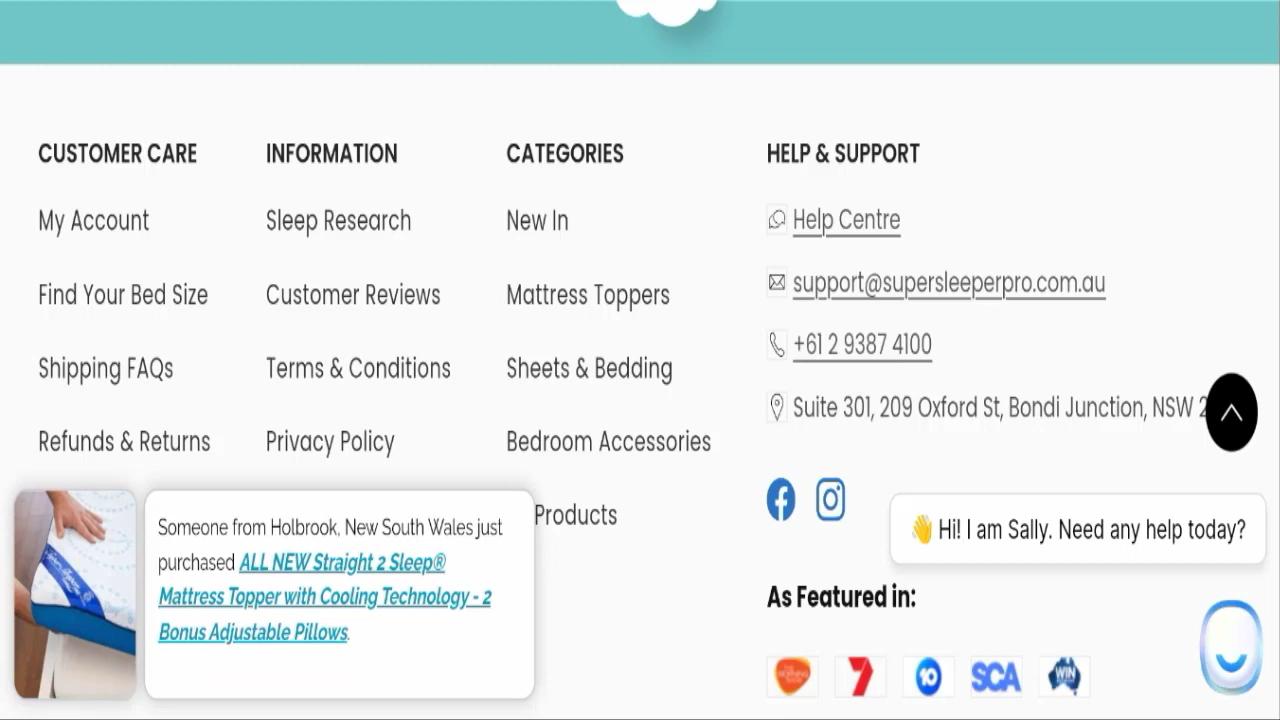 CUSTOMER CARE
My Account
Find Your Bed Size
Shipping FAQs
Refunds & Returns
INFORMATION
Sleep Research
Customer Reviews
Terms & Conditions
Privacy Policy
CATEGORIES
New In
Mattress Toppers
Sheets & Bedding
Bedroom Accessories
Products
HELP & SUPPORT
Help Centre
support@supersleeperpro.com.au
+61 2 9387 4100
Suite 301, 209 Oxford St, Bondi Junction, NSW 2
👋 Hi! I am Sally. Need any help today?
As Featured in:
7
10
SCA
WIN
Someone from Holbrook, New South Wales just
purchased ALL NEW Straight 2 Sleep®
Mattress Topper with Cooling Technology - 2
Bonus Adjustable Pillows.